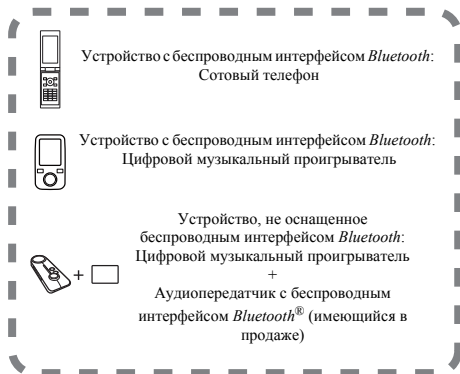 Устройство с беспроводным интерфейсом Bluetooth:
Сотовый телефон
Устройство с беспроводным интерфейсом Bluetooth:
Цифровой музыкальный проигрыватель
Устройство, не оснащенное
беспроводным интерфейсом Bluetooth:
Цифровой музыкальный проигрыватель
+
Аудиопередатчик с беспроводным
интерфейсом Bluetooth® (имеющийся в
продаже)
+